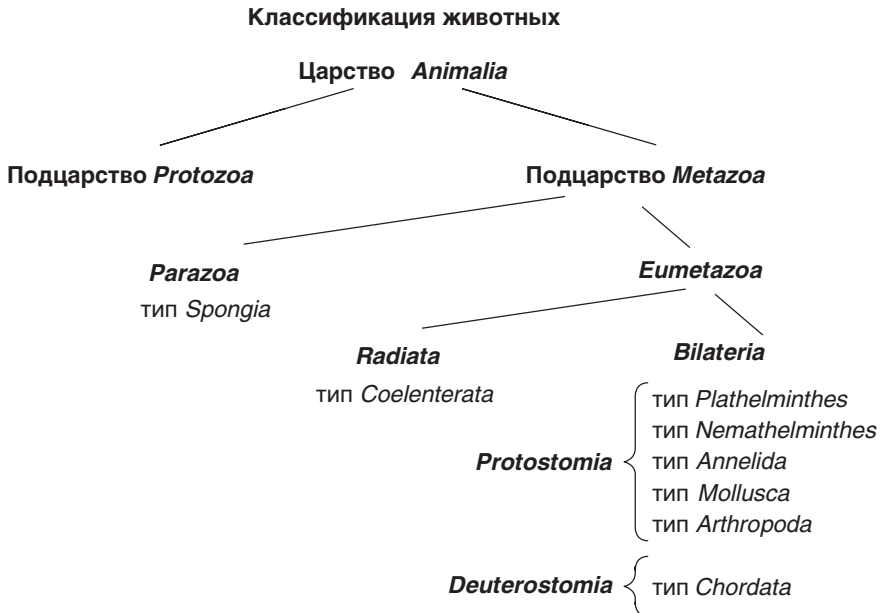 Классификация животных
Царство Animalia
Подцарство Protozoa
Подцарство Metazoa
Parazoa
тип Spongia
Eumetazoa
Radiata
тип Coelenterata
Bilateria
Protostomia
тип Plathelminthes
тип Nemathelminthes
тип Annelida
тип Mollusca
тип Arthropoda
Deuterostomia
тип Chordata